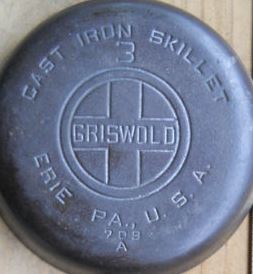 CAST IRON SKILLET
3
GRISWOLD
ERIE PA., U.S.A.
709
A